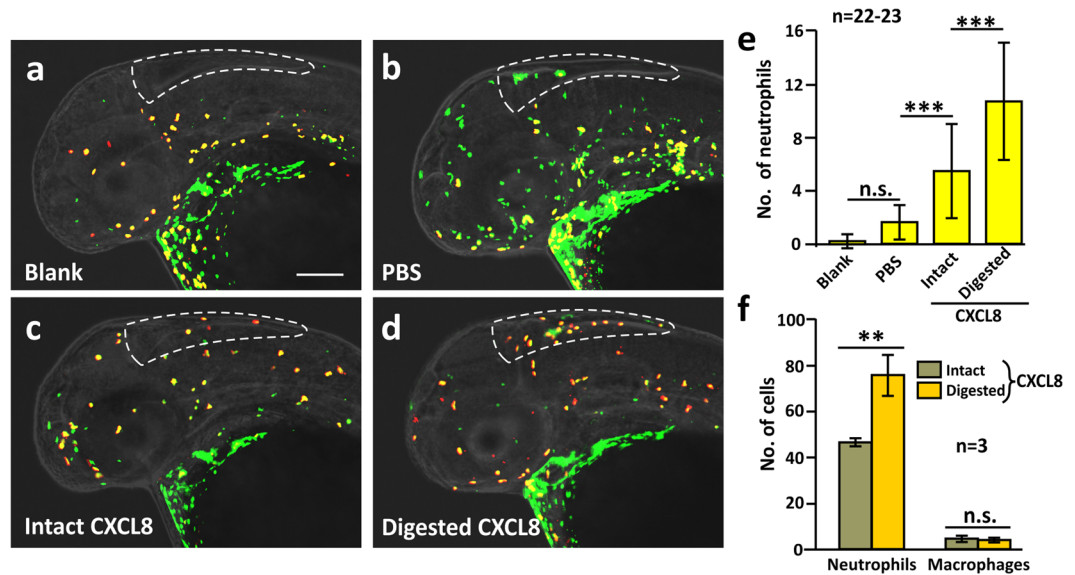 a
Blank
b
PBS
c
Intact CXCL8
d
Digested CXCL8
e
n=22-23
No. of neutrophils
16
12
8
4
0
n.s.
***
***
Blank
PBS
Intact
Digested
CXCL8
f
No. of cells
100
80
60
40
20
0
**
Intact
Digested
CXCL8
n=3
n.s.
Neutrophils
Macrophages